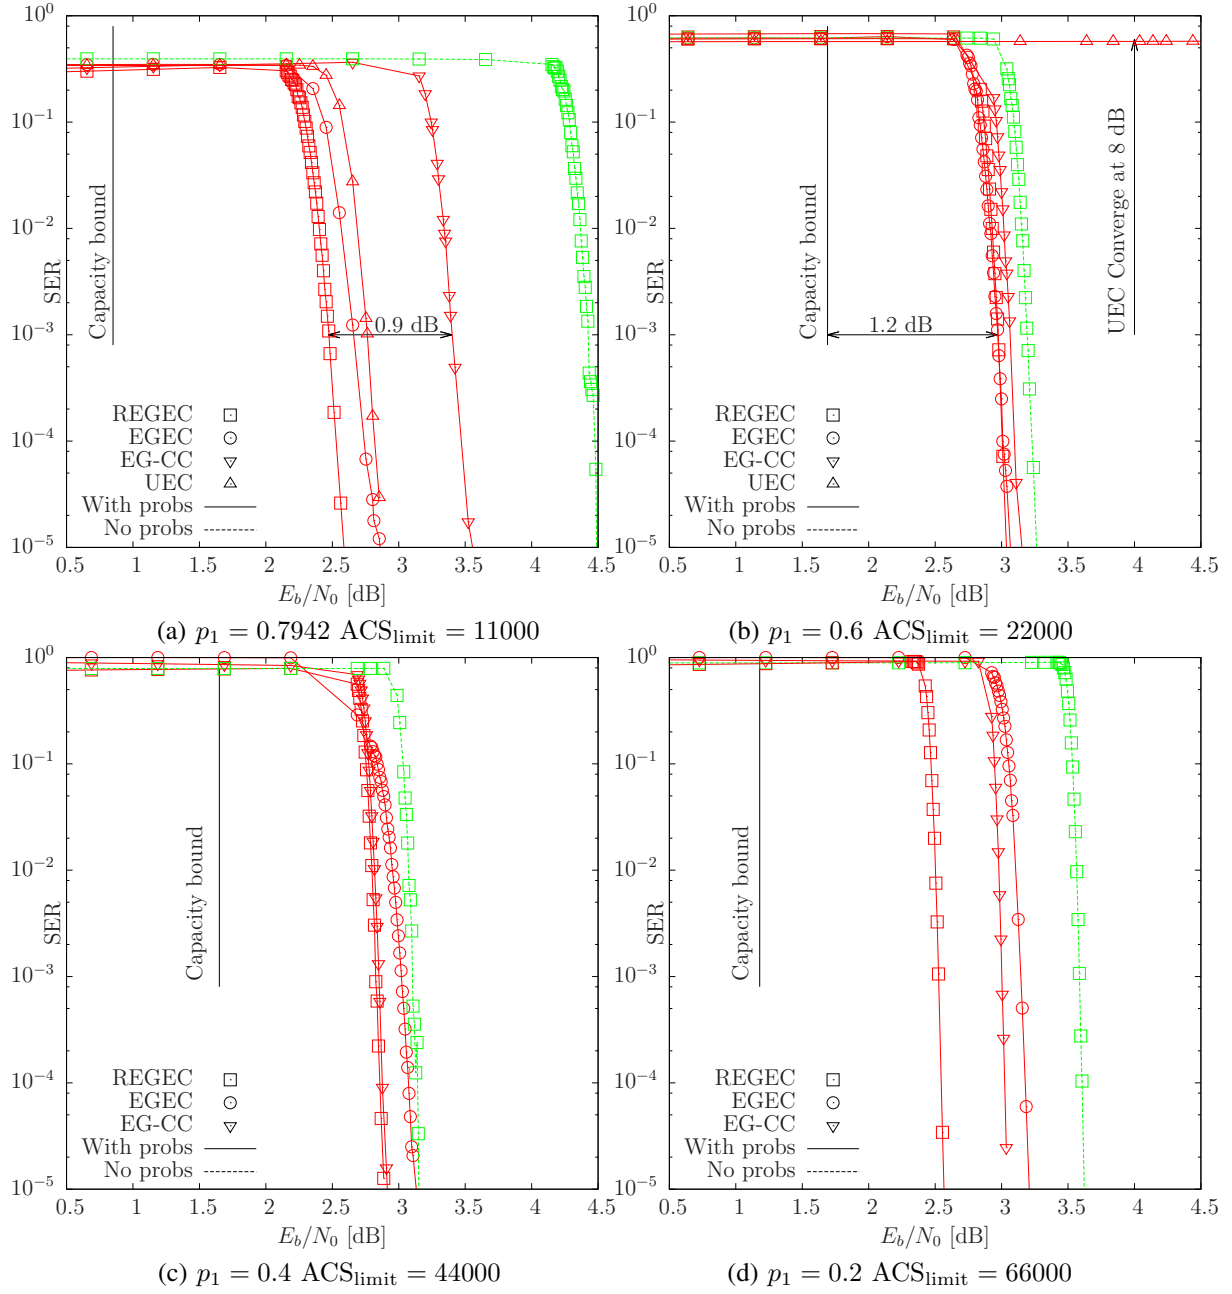 10^0
10^-1
10^-2
10^-3
10^-4
10^-5
SER
Capacity bound
0.9 dB
REGEC
EGEC
EG-CC
UEC
With probs
No probs
0.5 1 1.5 2 2.5 3 3.5 4 4.5
E_b/N_0 [dB]
(a) p_1 = 0.7942 ACS_limit = 11000
10^0
10^-1
10^-2
10^-3
10^-4
10^-5
SER
Capacity bound
1.2 dB
UEC Converge at 8 dB
REGEC
EGEC
EG-CC
UEC
With probs
No probs
0.5 1 1.5 2 2.5 3 3.5 4 4.5
E_b/N_0 [dB]
(b) p_1 = 0.6 ACS_limit = 22000
10^0
10^-1
10^-2
10^-3
10^-4
10^-5
SER
Capacity bound
REGEC
EGEC
EG-CC
With probs
No probs
0.5 1 1.5 2 2.5 3 3.5 4 4.5
E_b/N_0 [dB]
(c) p_1 = 0.4 ACS_limit = 44000
10^0
10^-1
10^-2
10^-3
10^-4
10^-5
SER
Capacity bound
REGEC
EGEC
EG-CC
With probs
No probs
0.5 1 1.5 2 2.5 3 3.5 4 4.5
E_b/N_0 [dB]
(d) p_1 = 0.2 ACS_limit = 66000